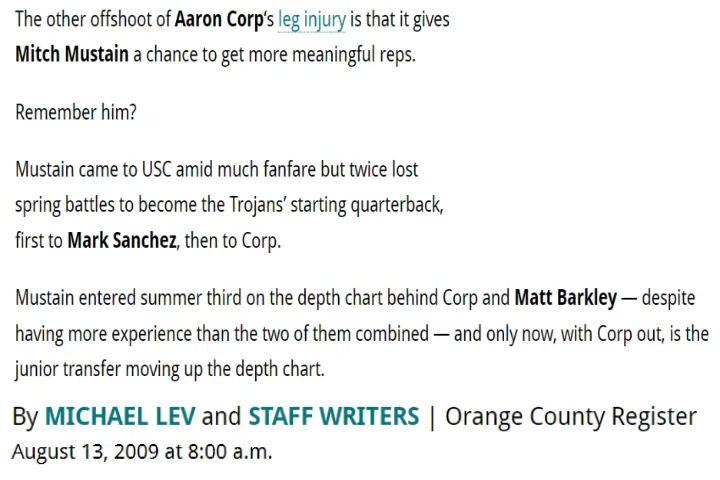 The other offshoot of Aaron Corp‘s leg injury is that it gives
Mitch Mustain a chance to get more meaningful reps.
Remember him?
Mustain came to USC amid much fanfare but twice lost
spring battles to become the Trojans’ starting quarterback,
first to Mark Sanchez, then to Corp.
Mustain entered summer third on the depth chart behind Corp and Matt Barkley — despite
having more experience than the two of them combined — and only now, with Corp out, is the
junior transfer moving up the depth chart.
By MICHAEL LEV and STAFF WRITERS | Orange County Register
August 13, 2009 at 8:00 a.m.